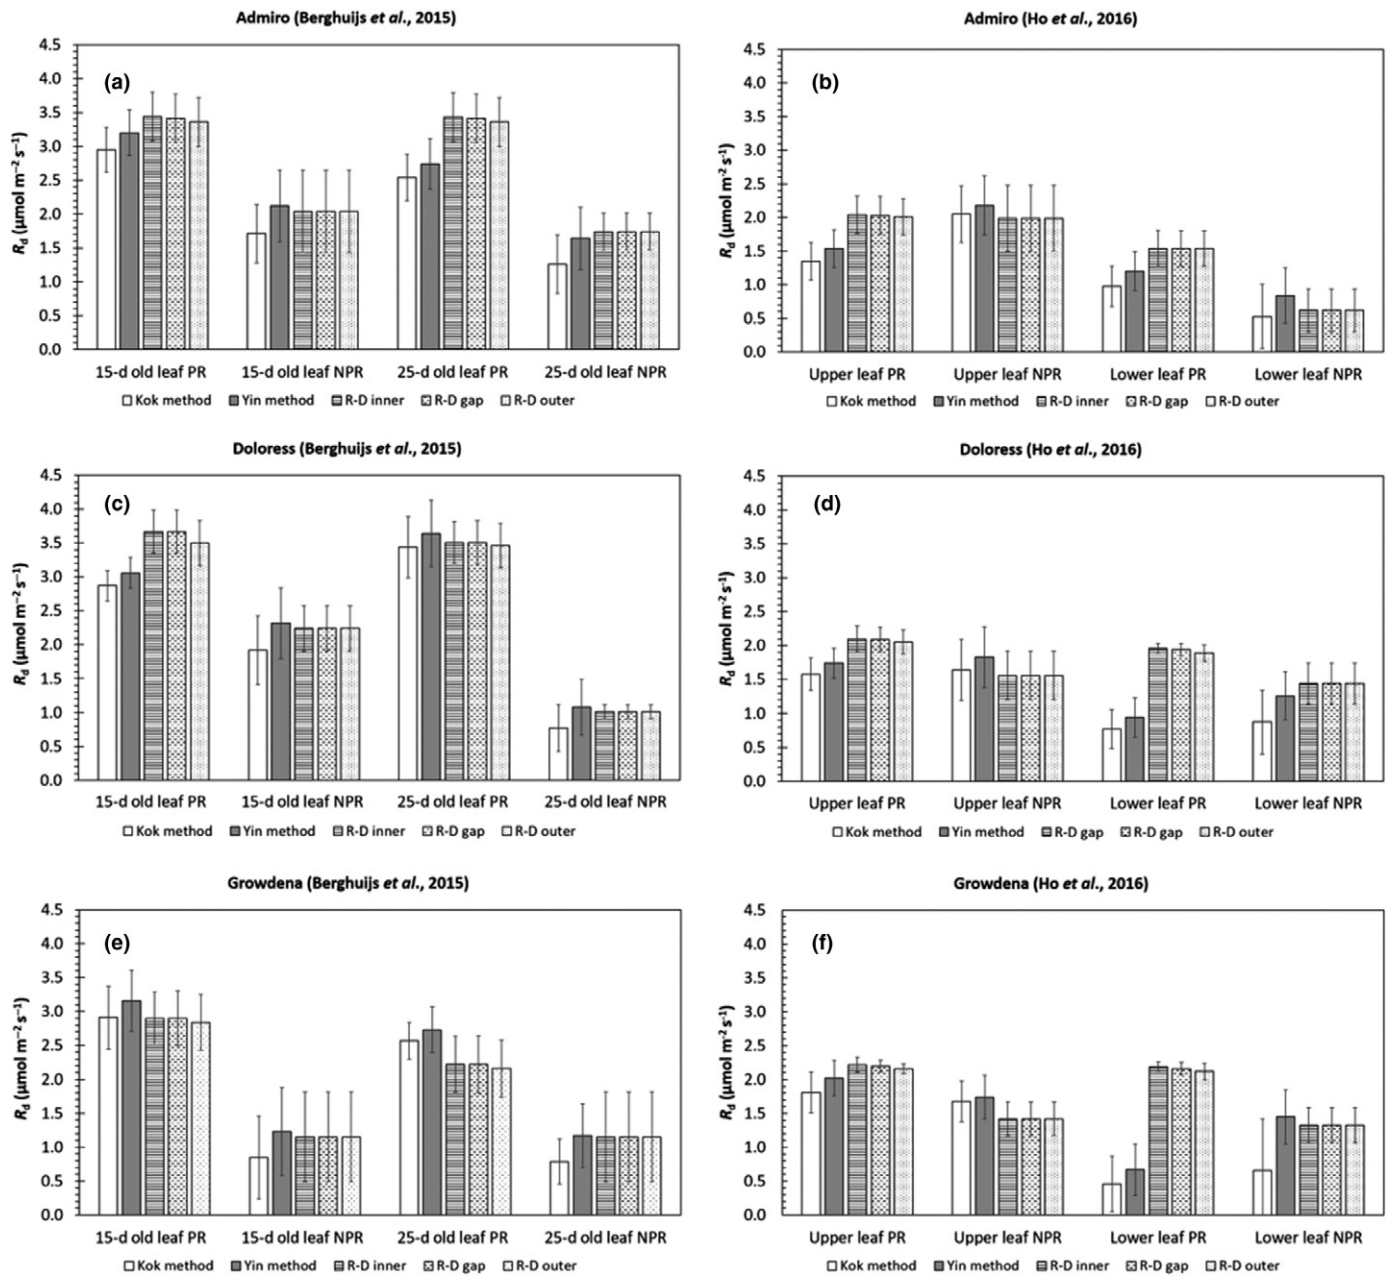 Admiro (Berghuijs et al., 2015)
(a)
4.5
4.0
3.5
3.0
2.5
2.0
1.5
1.0
0.5
0.0
Rd (µmol m−2 s−1)
15-d old leaf PR 15-d old leaf NPR 25-d old leaf PR 25-d old leaf NPR
Kok method Yin method R-D inner R-D gap R-D outer
Admiro (Ho et al., 2016)
(b)
4.5
4.0
3.5
3.0
2.5
2.0
1.5
1.0
0.5
0.0
Rd (µmol m-2 s-1)
Upper leaf PR Upper leaf NPR Lower leaf PR Lower leaf NPR
Kok method Yin method R-D inner R-D gap R-D outer
Doloress (Berghuijs et al., 2015)
(c)
4.5
4.0
3.5
3.0
2.5
2.0
1.5
1.0
0.5
0.0
Rd (µmol m−2 s−1)
15-d old leaf PR 15-d old leaf NPR 25-d old leaf PR 25-d old leaf NPR
Kok method Yin method R-D inner R-D gap R-D outer
Doloress (Ho et al., 2016)
(d)
4.5
4.0
3.5
3.0
2.5
2.0
1.5
1.0
0.5
0.0
Rd (µmol m-2 s-1)
Upper leaf PR Upper leaf NPR Lower leaf PR Lower leaf NPR
Kok method Yin method R-D gap R-D gap R-D outer
Growdena (Berghuijs et al., 2015)
(e)
4.5
4.0
3.5
3.0
2.5
2.0
1.5
1.0
0.5
0.0
Rd (µmol m−2 s−1)
15-d old leaf PR 15-d old leaf NPR 25-d old leaf PR 25-d old leaf NPR
Kok method Yin method R-D inner R-D gap R-D outer
Growdena (Ho et al., 2016)
(f)
4.5
4.0
3.5
3.0
2.5
2.0
1.5
1.0
0.5
0.0
Rd (µmol m-2 s-1)
Upper leaf PR Upper leaf NPR Lower leaf PR Lower leaf NPR
Kok method Yin method R-D inner R-D gap R-D outer